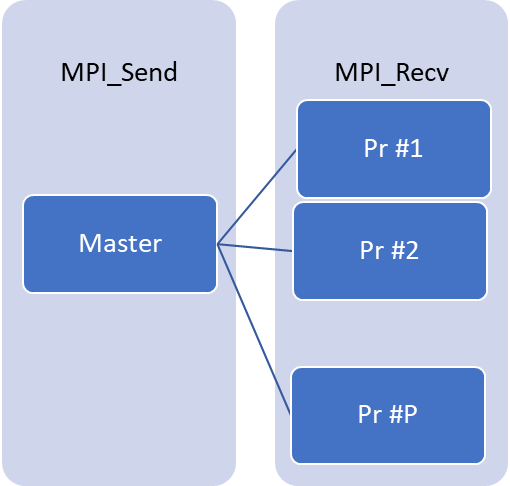 MPI_Send
MPI_Recv
Master
Pr #1
Pr #2
Pr #P